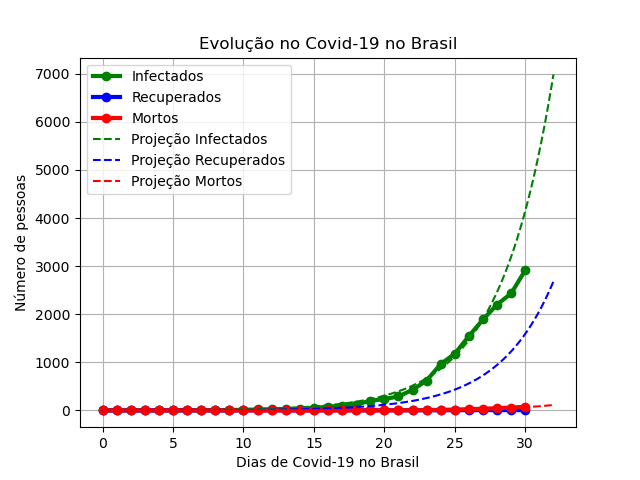 Evolução no Covid-19 no Brasil
Infectados
Recuperados
Mortos
Projeção Infectados
Projeção Recuperados
Projeção Mortos
Número de pessoas
7000
6000
5000
4000
3000
2000
1000
0
0 5 10 15 20 25 30
Dias de Covid-19 no Brasil